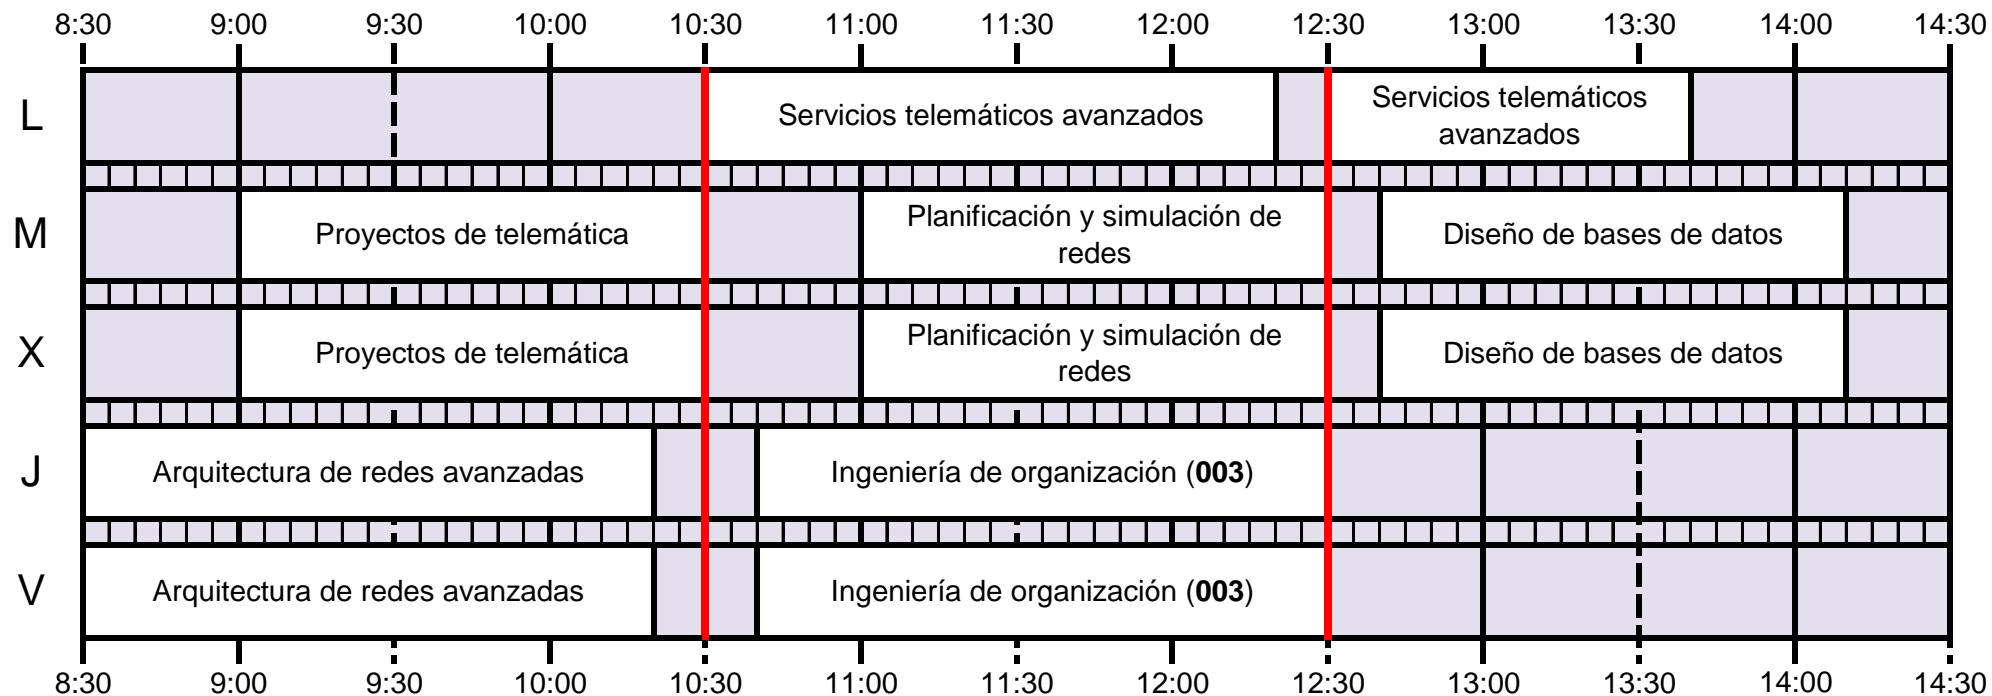 8:30 9:00 9:30 10:00 10:30 11:00 11:30 12:00 12:30 13:00 13:30 14:00 14:30
L
Servicios telemáticos avanzados
Servicios telemáticos
avanzados
M
Proyectos de telemática
Planificación y simulación de
redes
Diseño de bases de datos
X
Proyectos de telemática
Planificación y simulación de
redes
Diseño de bases de datos
J
Arquitectura de redes avanzadas
Ingeniería de organización (003)
V
Arquitectura de redes avanzadas
Ingeniería de organización (003)
8:30 9:00 9:30 10:00 10:30 11:00 11:30 12:00 12:30 13:00 13:30 14:00 14:30